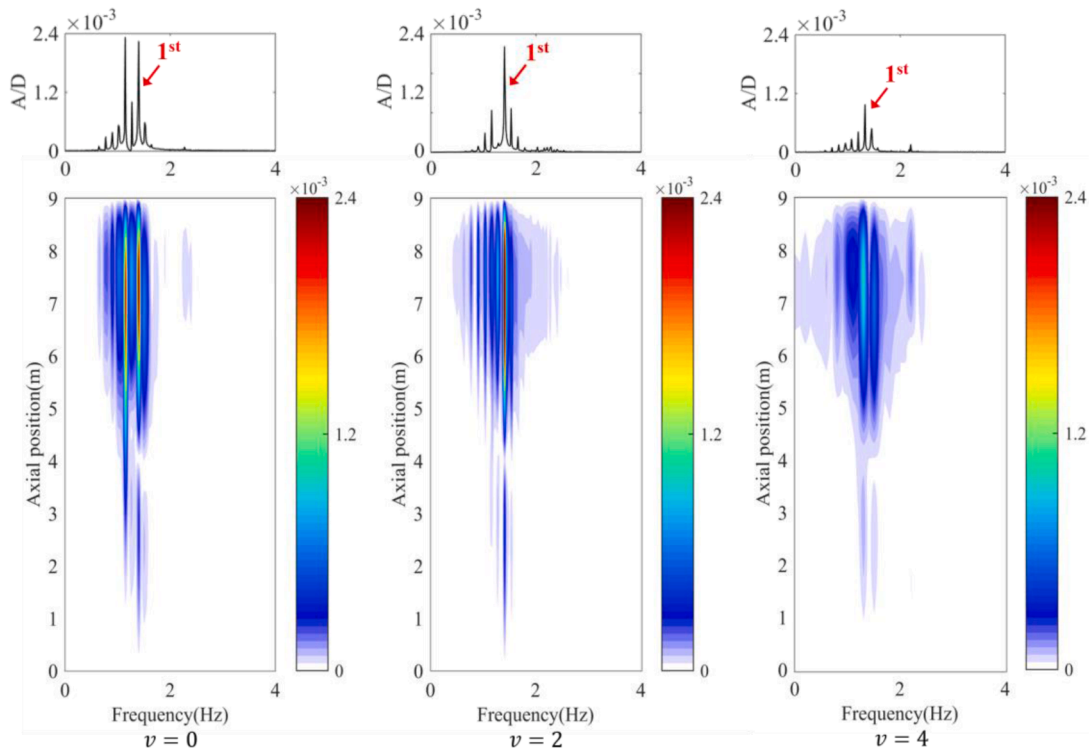 ×10⁻³
2.4
1.2
0
A/D
1st
0 2 4
×10⁻³
2.4
1.2
0
A/D
1st
0 2 4
×10⁻³
2.4
1.2
0
A/D
1st
0 2 4
9
8
7
6
5
4
3
2
1
0
Axial position(m)
0 2 4
Frequency(Hz)
v = 0
×10⁻³
2.4
1.2
0
9
8
7
6
5
4
3
2
1
0
Axial position(m)
0 2 4
Frequency(Hz)
v = 2
×10⁻³
2.4
1.2
0
9
8
7
6
5
4
3
2
1
0
Axial position(m)
0 2 4
Frequency(Hz)
v = 4
×10⁻³
2.4
1.2
0